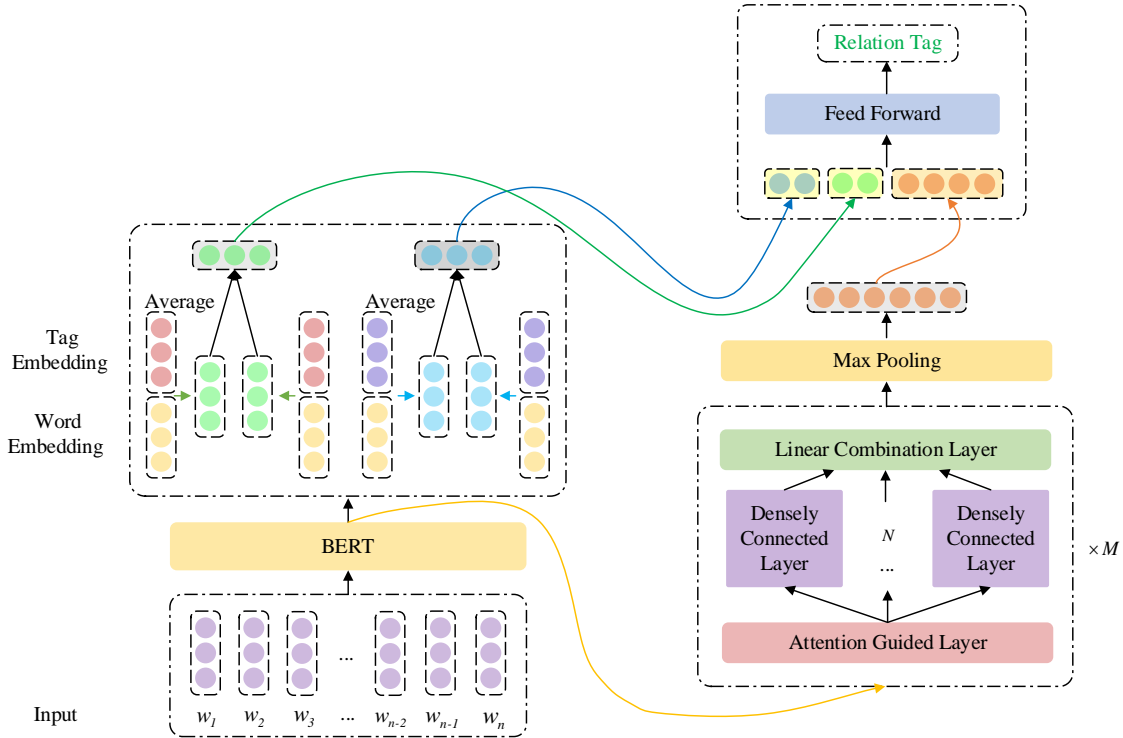 Relation Tag
Feed Forward
Average
Average
Tag
Embedding
Word
Embedding
Max Pooling
Linear Combination Layer
Densely
Connected
Layer
N
...
Densely
Connected
Layer
× M
Attention Guided Layer
BERT
...
Input
w1 w2 w3 ... wn-2 wn-1 wn